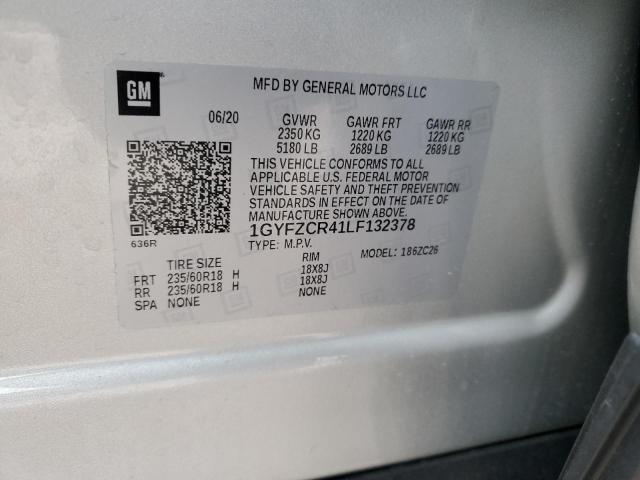 GM
MFD BY GENERAL MOTORS LLC
06/20 GVWR GAWR FRT GAWR RR
2350 KG 1220 KG 1220 KG
5180 LB 2689 LB 2689 LB
THIS VEHICLE CONFORMS TO ALL
APPLICABLE U.S. FEDERAL MOTOR
VEHICLE SAFETY AND THEFT PREVENTION
STANDARDS IN EFFECT ON THE DATE OF
MANUFACTURE SHOWN ABOVE.
636R 1GYFZCR41LF132378
TYPE: M.P.V. MODEL: 186ZC26
TIRE SIZE RIM
FRT 235/60R18 H 18X8J
RR 235/60R18 H 18X8J
SPA NONE NONE